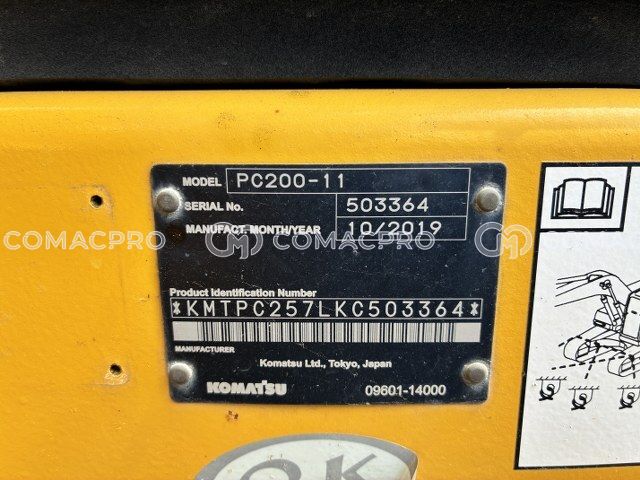 MODEL PC200-11
SERIAL No. 503364
MANUFACT. MONTH/YEAR 10/2019
COMACPRO COMACPRO
Product Identification Number
*KMTPC257LKC503364*
MANUFACTURER
Komatsu Ltd., Tokyo, Japan
KOMATSU 09601-14000
OK